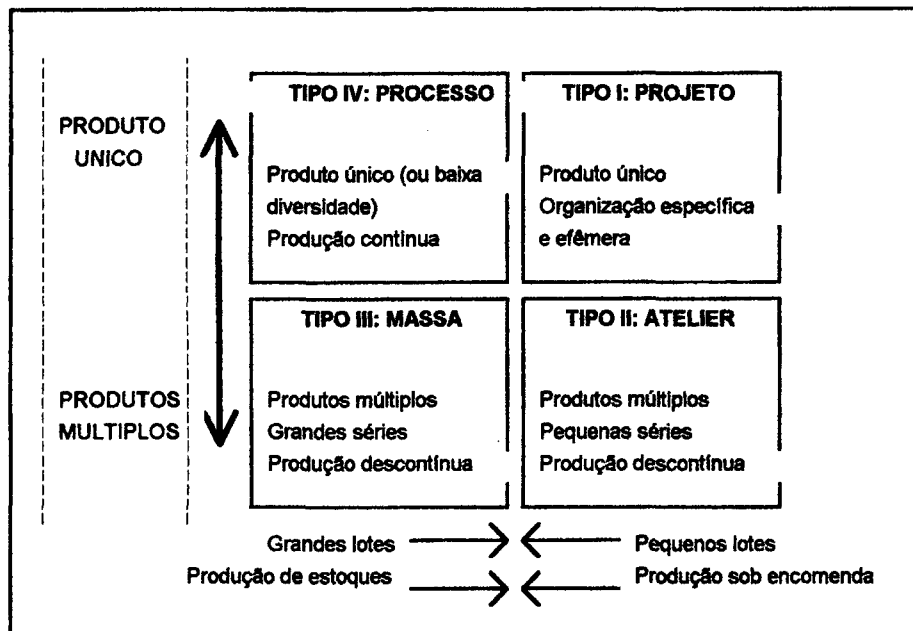 PRODUTO
UNICO
PRODUTOS
MULTIPLOS
TIPO IV: PROCESSO
Produto único (ou baixa
diversidade)
Produção contínua
TIPO I: PROJETO
Produto único
Organização específica
e efêmera
TIPO III: MASSA
Produtos múltiplos
Grandes séries
Produção descontínua
TIPO II: ATELIER
Produtos múltiplos
Pequenas séries
Produção descontínua
Grandes lotes
Produção de estoques
Pequenos lotes
Produção sob encomenda